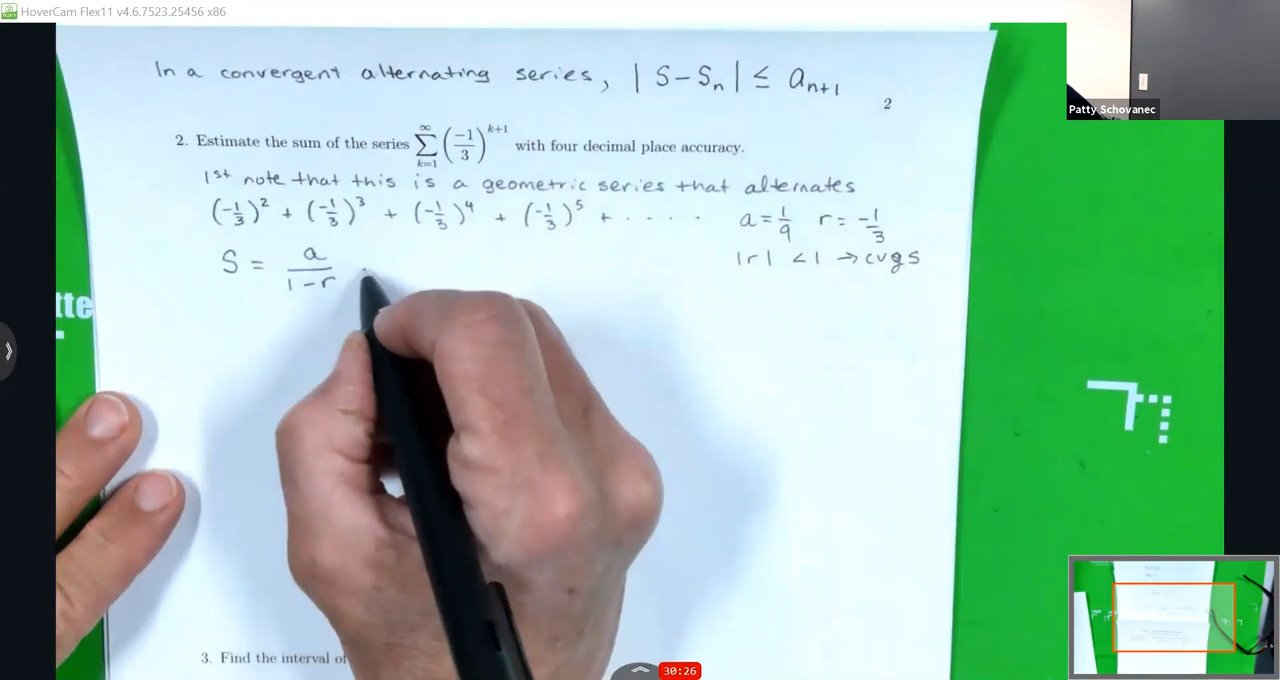 HoverCam Flex11 v4.6.7523.25456 x86
In a convergent alternating series, | S - Sₙ | ≤ aₙ₊₁
2
Patty Schovanec
2. Estimate the sum of the series ∑_{k=1}^{∞} (-1/3)^{k+1} with four decimal place accuracy.
1st note that this is a geometric series that alternates
(-1/3)² + (-1/3)³ + (-1/3)⁴ + (-1/3)⁵ + · · · · · a = 1/9 r = -1/3
S = a/(1-r) |r| < 1 → cvgs
tte
3. Find the interval of
30:26